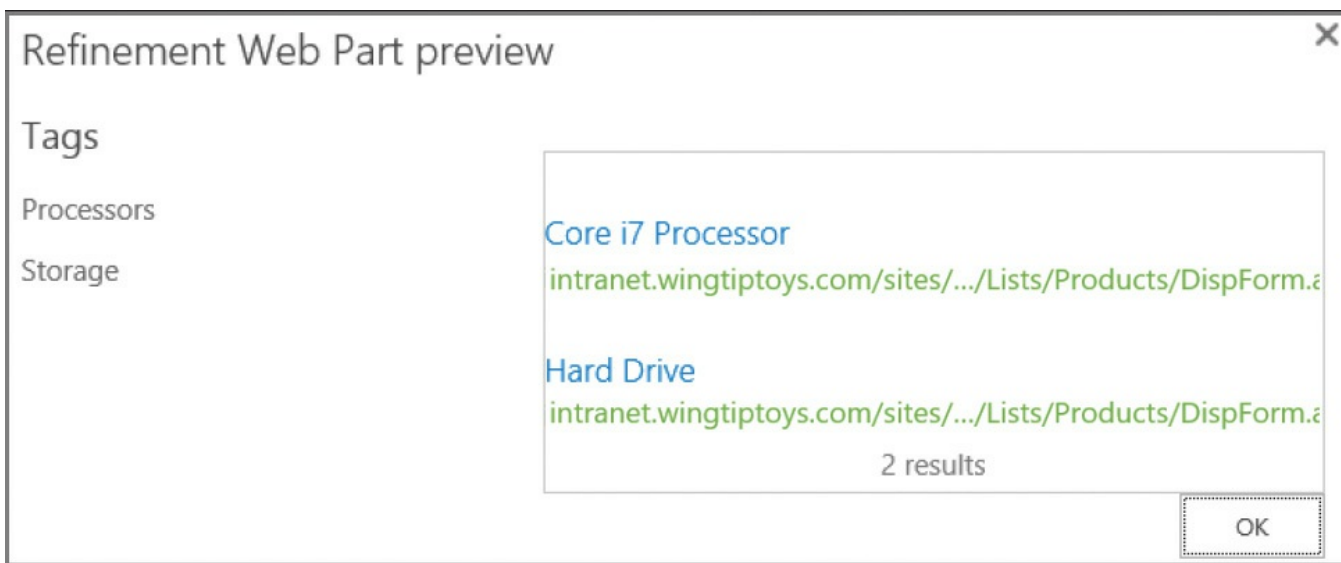 Refinement Web Part preview
Tags
Processors
Storage
Core i7 Processor
intranet.wingtiptoys.com/sites/.../Lists/Products/DispForm.a
Hard Drive
intranet.wingtiptoys.com/sites/.../Lists/Products/DispForm.a
2 results
OK